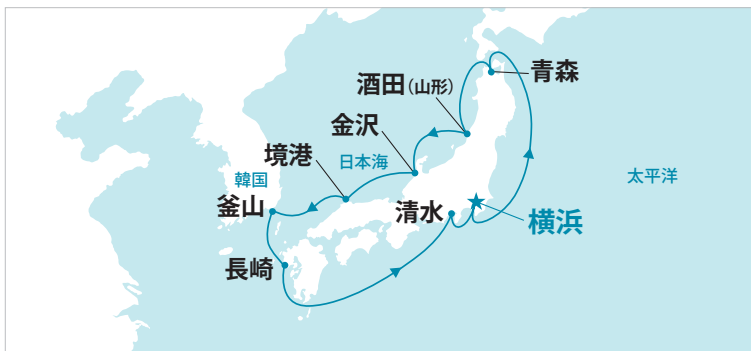 青森
酒田(山形)
金沢
境港
日本海
韓国
釜山
太平洋
清水
横浜
長崎